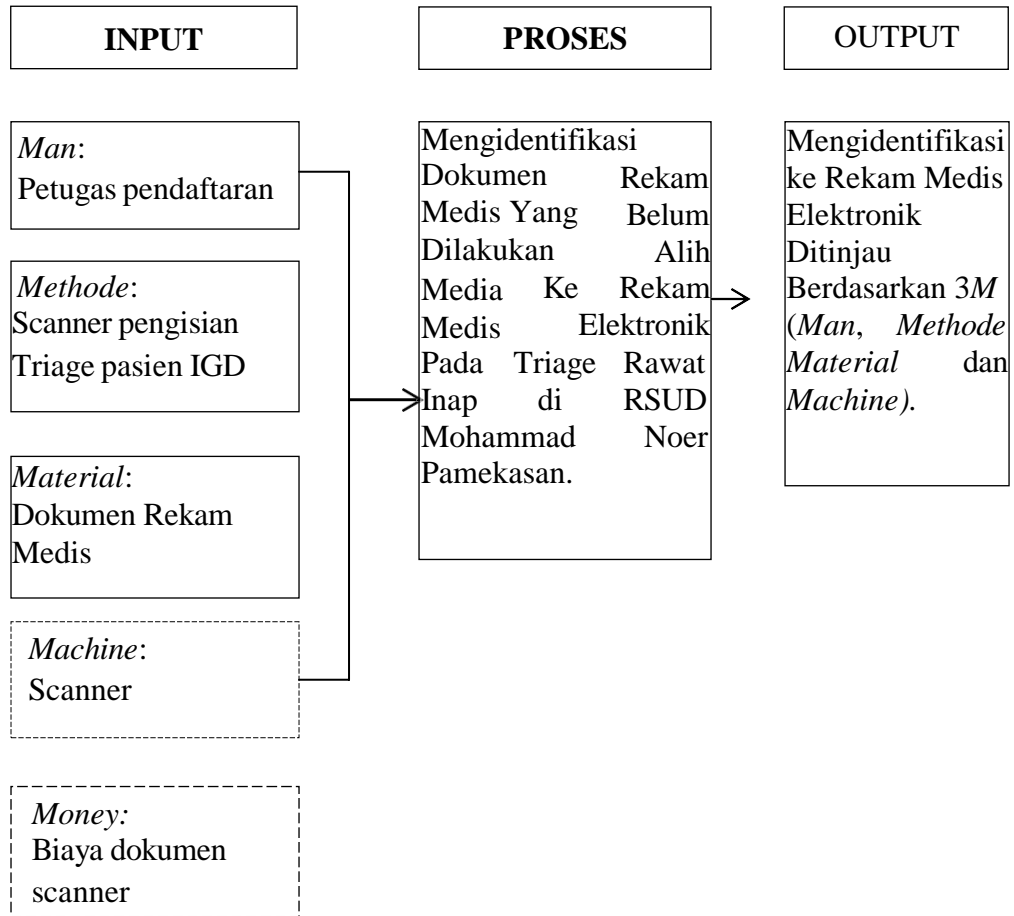 INPUT
PROSES
OUTPUT
Man:
Petugas pendaftaran
Methode:
Scanner pengisian
Triage pasien IGD
Material:
Dokumen Rekam
Medis
Machine:
Scanner
Money:
Biaya dokumen
scanner
Mengidentifikasi
Dokumen Rekam
Medis Yang Belum
Dilakukan Alih
Media Ke Rekam
Medis Elektronik
Pada Triage Rawat
Inap di RSUD
Mohammad Noer
Pamekasan.
Mengidentifikasi
ke Rekam Medis
Elektronik
Ditinjau
Berdasarkan 3M
(Man, Methode
Material dan
Machine).